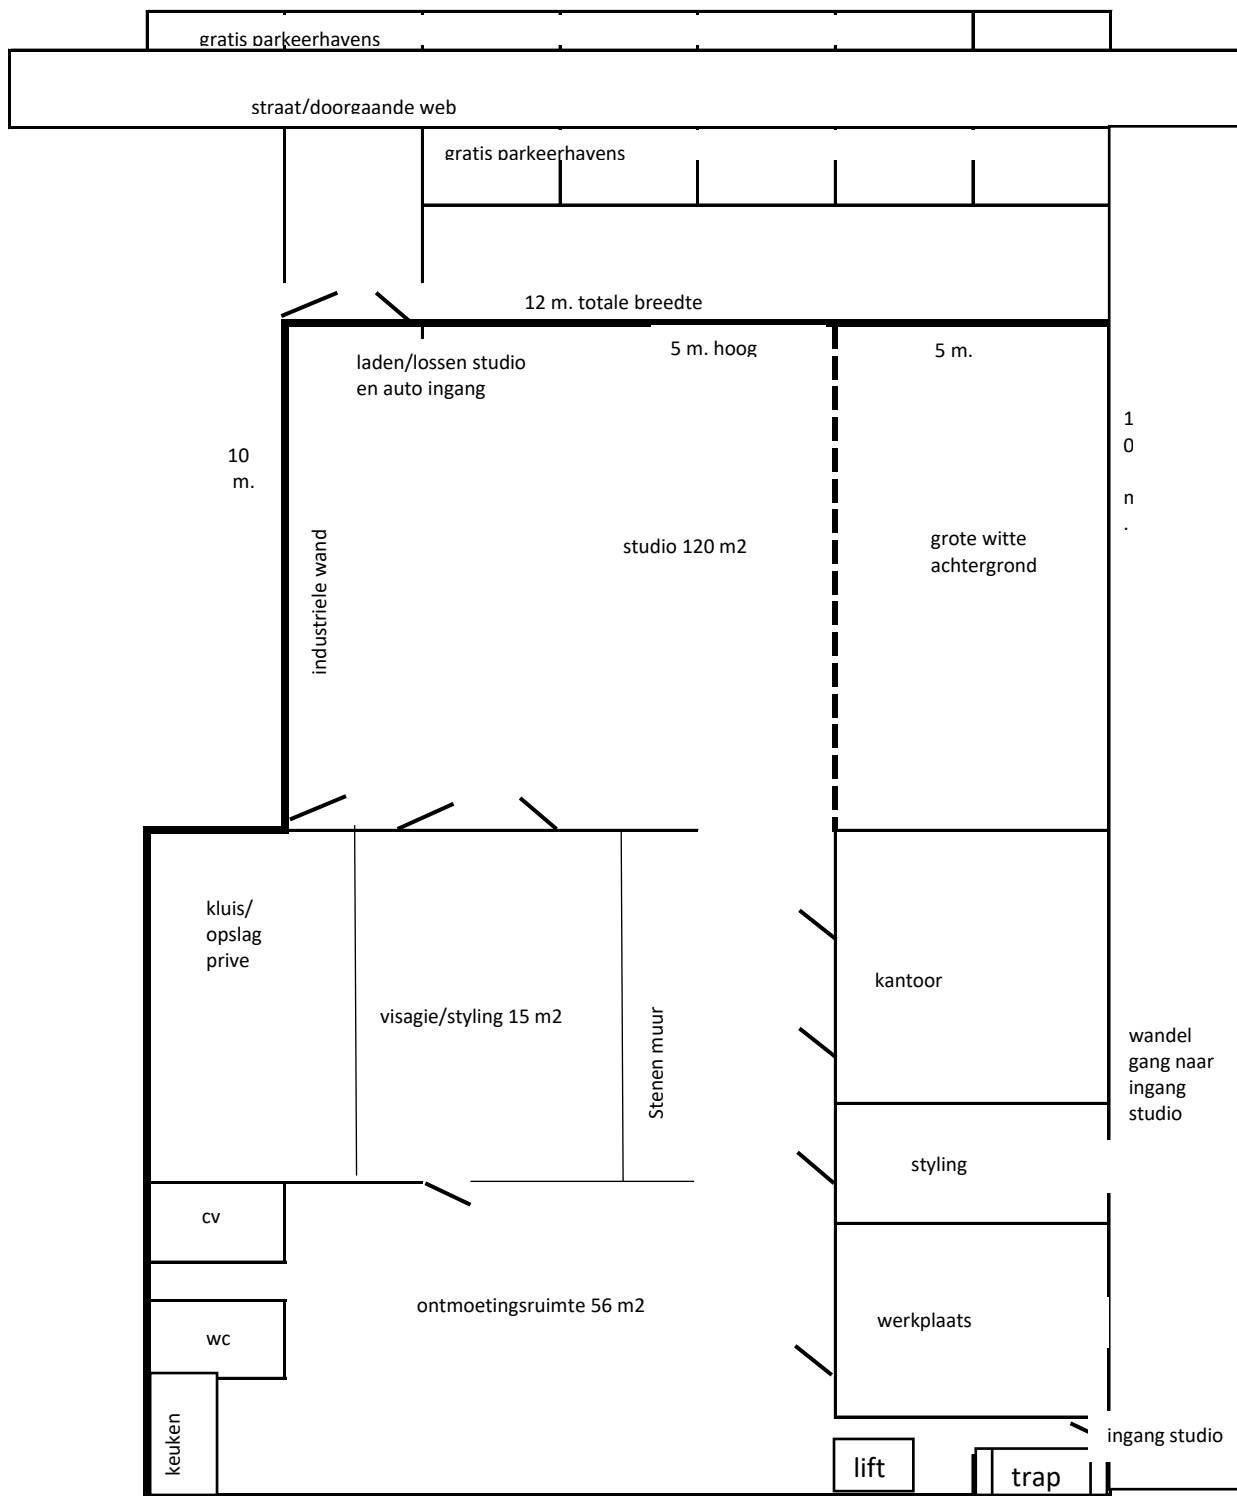 gratis parkeerhavens
straat/doorgaande web
gratis parkeerhavens
12 m. totale breedte
5 m. hoog
5 m.
laden/lossen studio
en auto ingang
10
m.
1
0
n
.
industriele wand
studio 120 m2
grote witte
achtergrond
kluis/
opslag
prive
visagie/styling 15 m2
Stenen muur
kantoor
wandel
gang naar
ingang
studio
styling
cv
ontmoetingsruimte 56 m2
werkplaats
wc
keuken
ingang studio
lift
trap